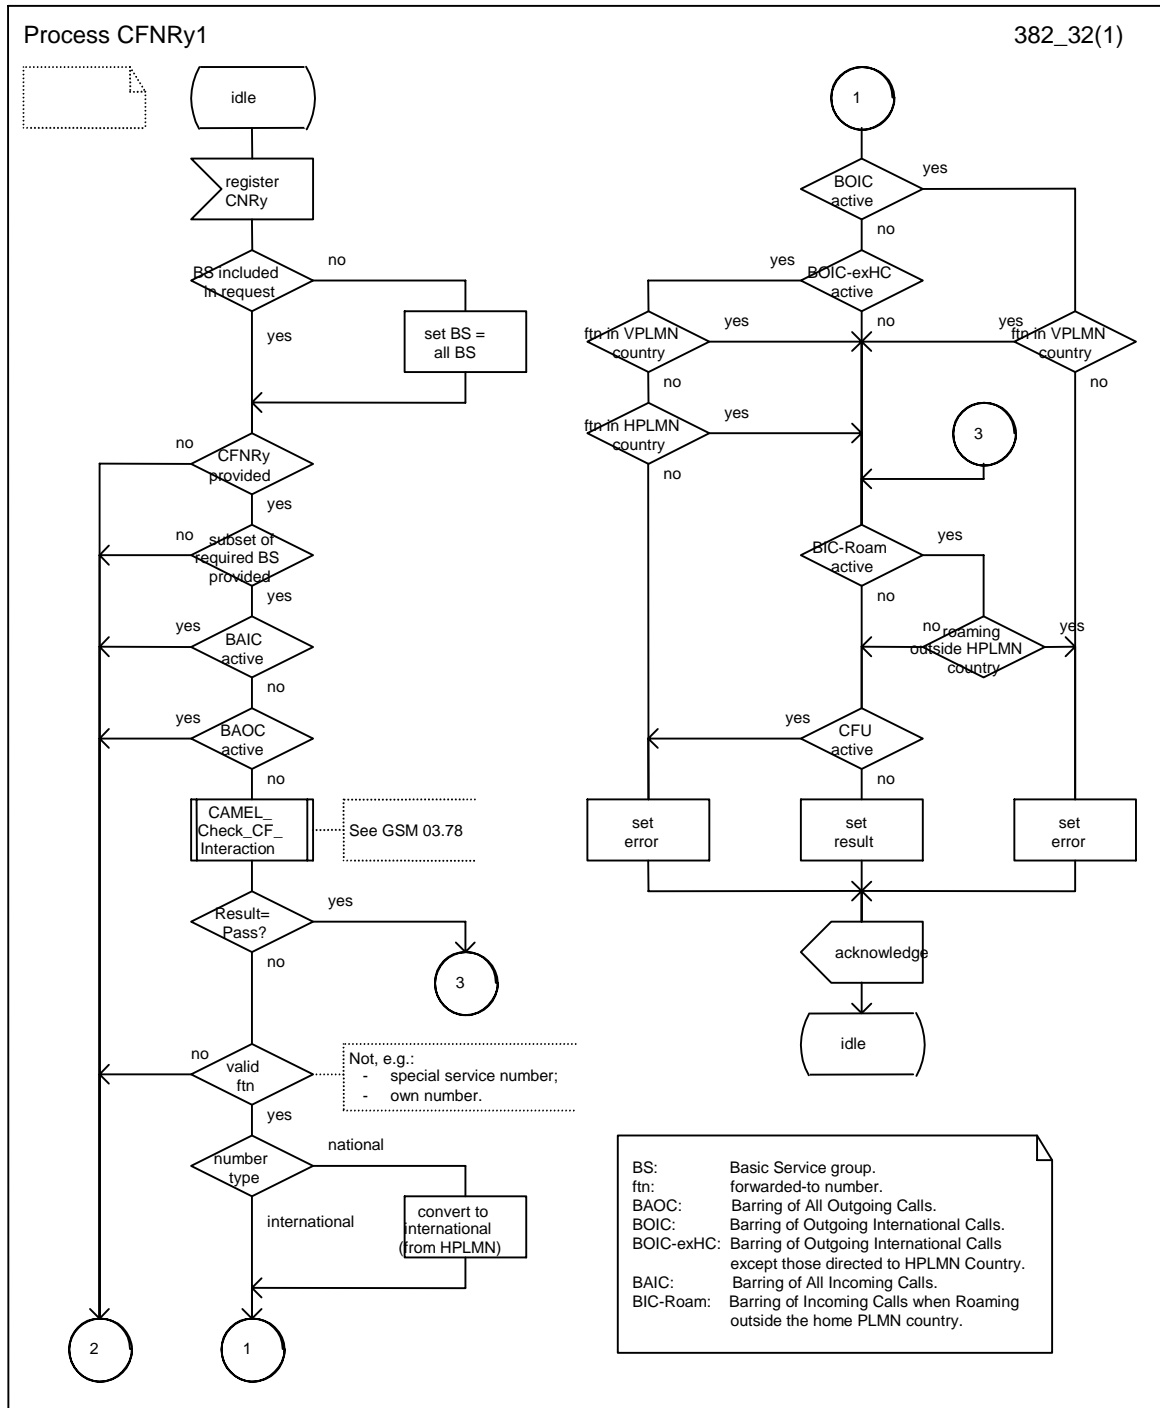 Process CFNRy1
382_32(1)
idle
register
CNRy
BS included
in request
no
yes
set BS =
all BS
no
CFNRy
provided
yes
no
subset of
required BS
provided
yes
yes
BAIC
active
no
yes
BAOC
active
no
CAMEL_
Check_CF_
Interaction
See GSM 03.78
Result=
Pass?
yes
no
3
no
valid
ftn
Not, e.g.:
- special service number;
- own number.
yes
number
type
national
international
convert to
international
(from HPLMN)
2
1
1
BOIC
active
yes
no
yes
BOIC-exHC
active
no
ftn in VPLMN
country
yes
no
yes
ftn in VPLMN
country
no
ftn in HPLMN
country
yes
no
3
BIC-Roam
active
yes
no
no
roaming
outside HPLMN
country
yes
yes
CFU
active
no
set
error
set
result
set
error
acknowledge
idle
BS: Basic Service group.
ftn: forwarded-to number.
BAOC: Barring of All Outgoing Calls.
BOIC: Barring of Outgoing International Calls.
BOIC-exHC: Barring of Outgoing International Calls
except those directed to HPLMN Country.
BAIC: Barring of All Incoming Calls.
BIC-Roam: Barring of Incoming Calls when Roaming
outside the home PLMN country.